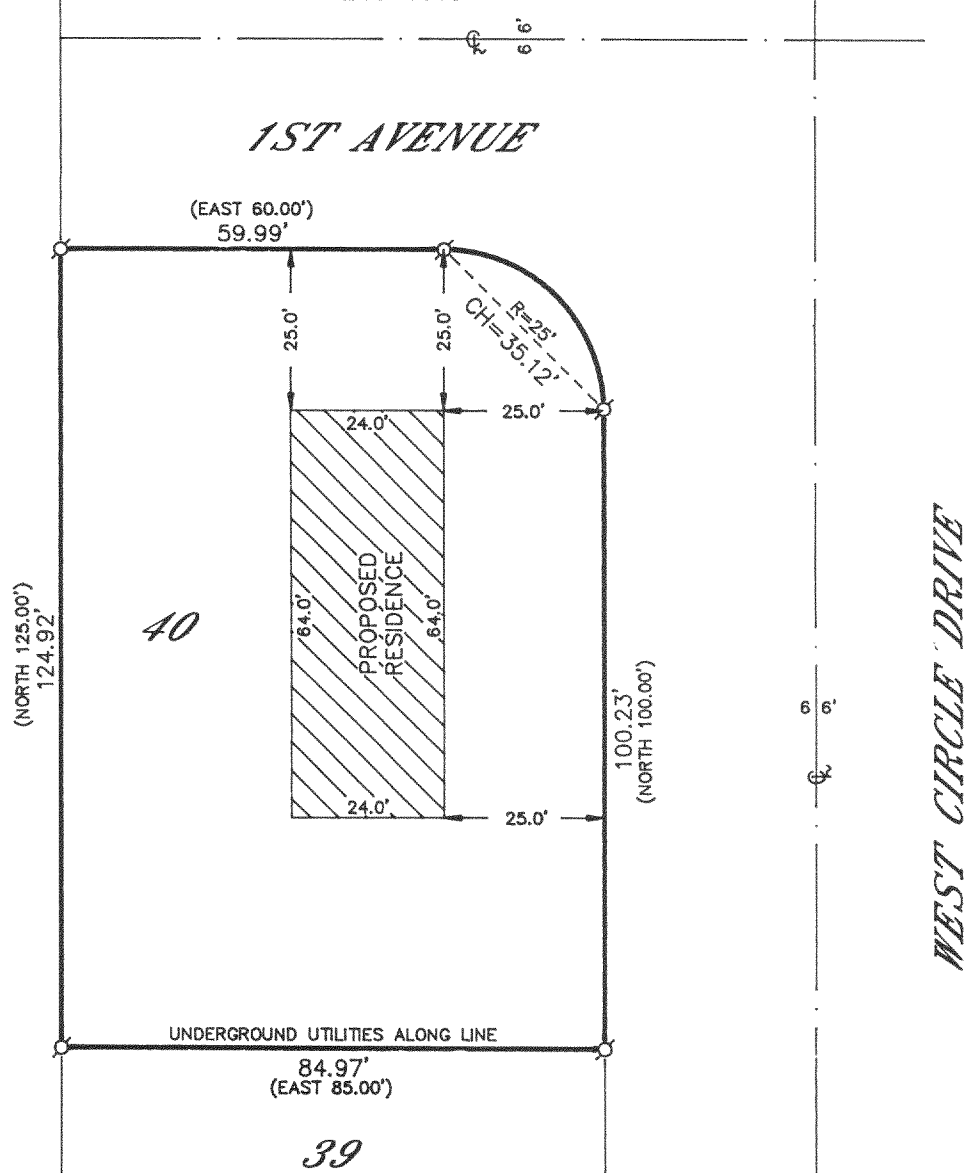 ℄
6' 6'
1ST AVENUE
(EAST 60.00')
59.99'
25.0'
25.0'
R=25'
CH=35.12'
24.0'
25.0'
PROPOSED
RESIDENCE
64.0'
64.0'
40
(NORTH 125.00')
124.92'
100.23'
(NORTH 100.00')
6 6'
℄
WEST CIRCLE DRIVE
24.0'
25.0'
UNDERGROUND UTILITIES ALONG LINE
84.97'
(EAST 85.00')
39